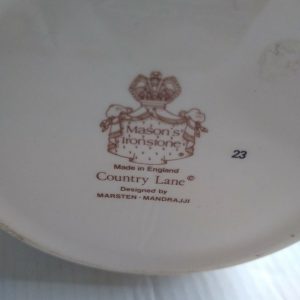 Mason's
Ironstone
Made in England
Country Lane©
Designed by
MARSTEN - MANDRAJJI
23